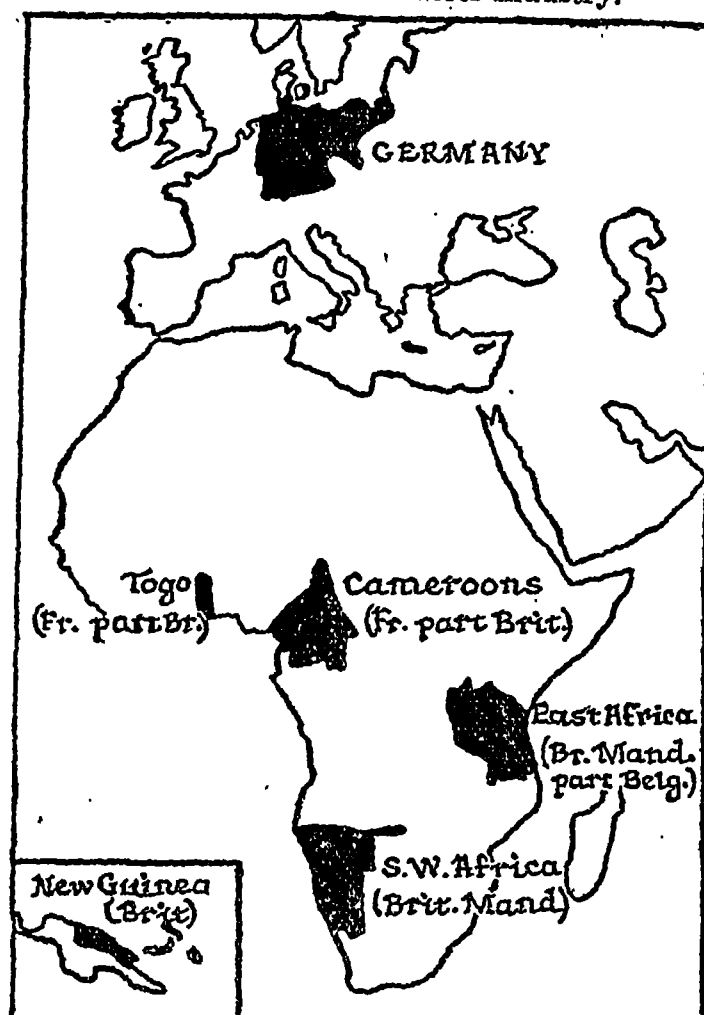 industry.
GERMANY
Togo
(Fr. part Br.)
Cameroons
(Fr. part Brit.)
East Africa
(Br. Mand.
part Belg.)
S.W. Africa
(Brit. Mand)
New Guinea
(Brit)